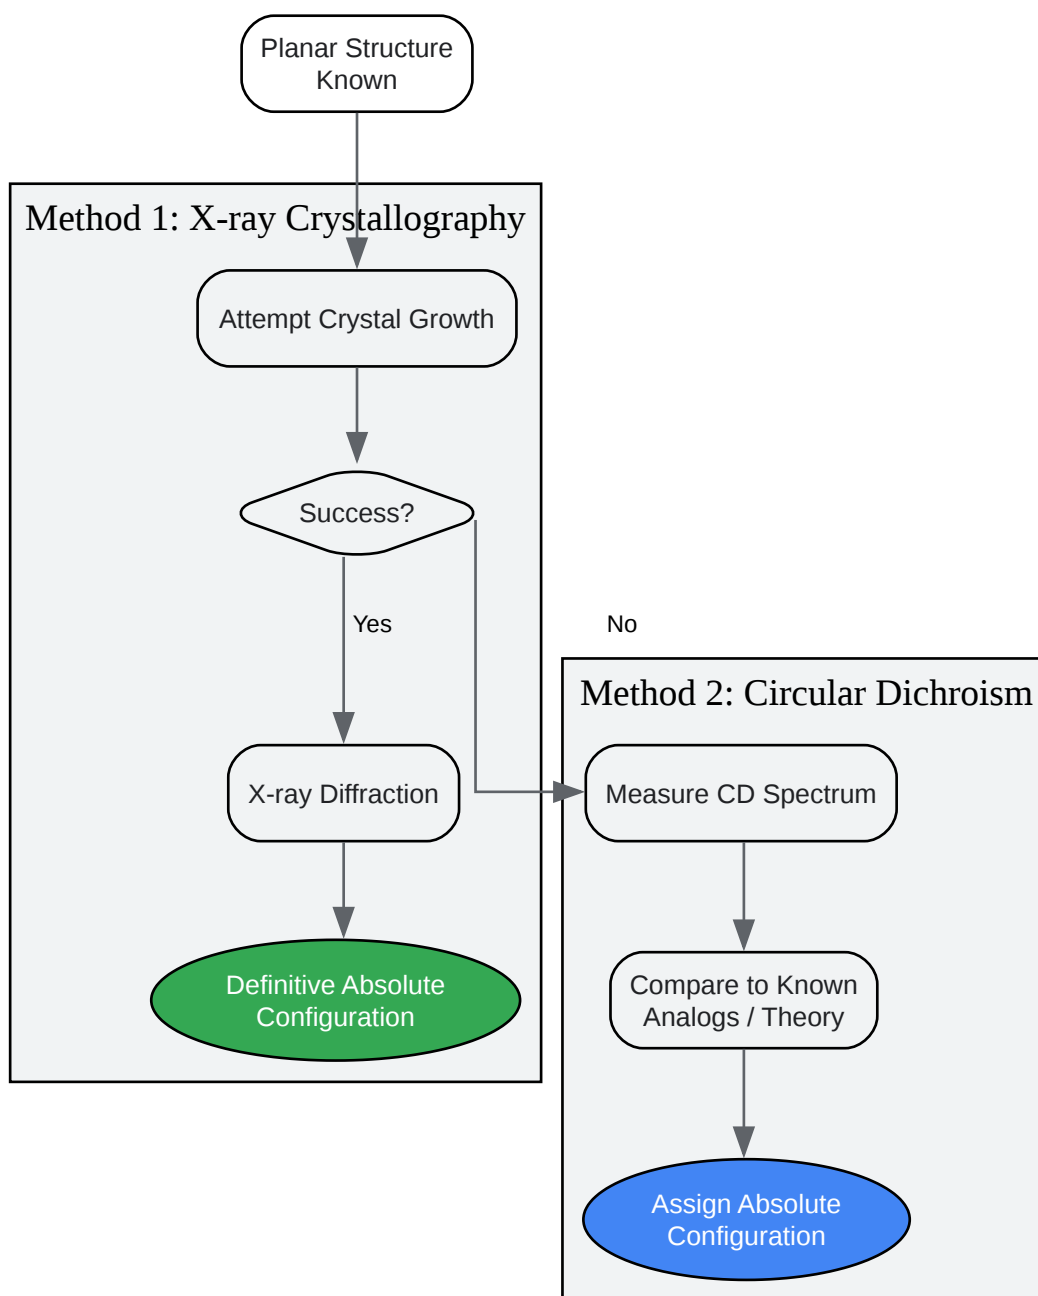 Planar Structure
Known
Method 1: X-ray Crystallography
Attempt Crystal Growth
Success?
Yes
No
Method 2: Circular Dichroism
X-ray Diffraction
Measure CD Spectrum
Definitive Absolute
Configuration
Compare to Known
Analogs / Theory
Assign Absolute
Configuration